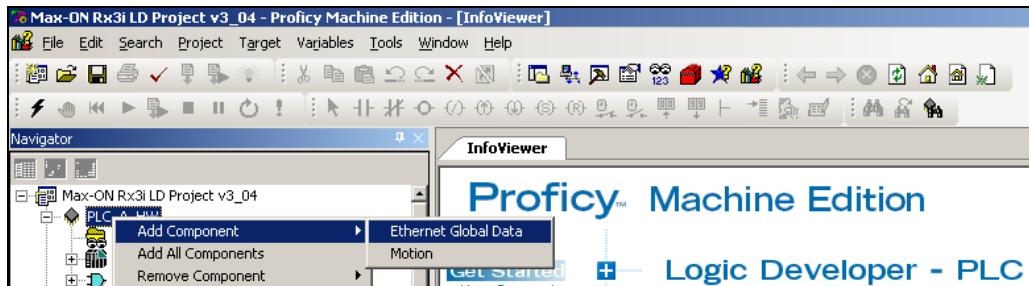 Max-ON Rx3i LD Project v3_04 - Proficy Machine Edition - [InfoViewer]
File Edit Search Project Target Variables Tools Window Help
123
Navigator
InfoViewer
Max-ON Rx3i LD Project v3_04
PLC_A_HW
Proficy™ Machine Edition
Add Component
Ethernet Global Data
Add All Components
Motion
Remove Component
Get Started
Logic Developer - PLC